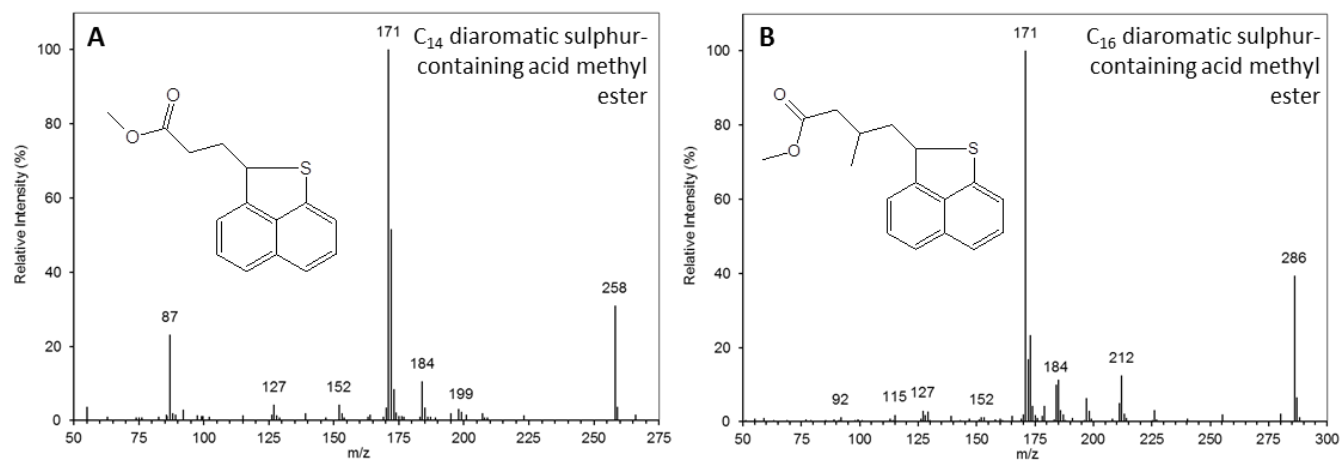 A
C14 diaromatic sulphur-
containing acid methyl
ester
Relative Intensity (%)
100
80
60
40
20
0
171
87
127
152
184
199
258
O
O
S
50 75 100 125 150 175 200 225 250 275
m/z
B
C16 diaromatic sulphur-
containing acid methyl
ester
Relative Intensity (%)
100
80
60
40
20
0
171
92
115
127
152
184
212
286
O
O
S
50 75 100 125 150 175 200 225 250 275 300
m/z